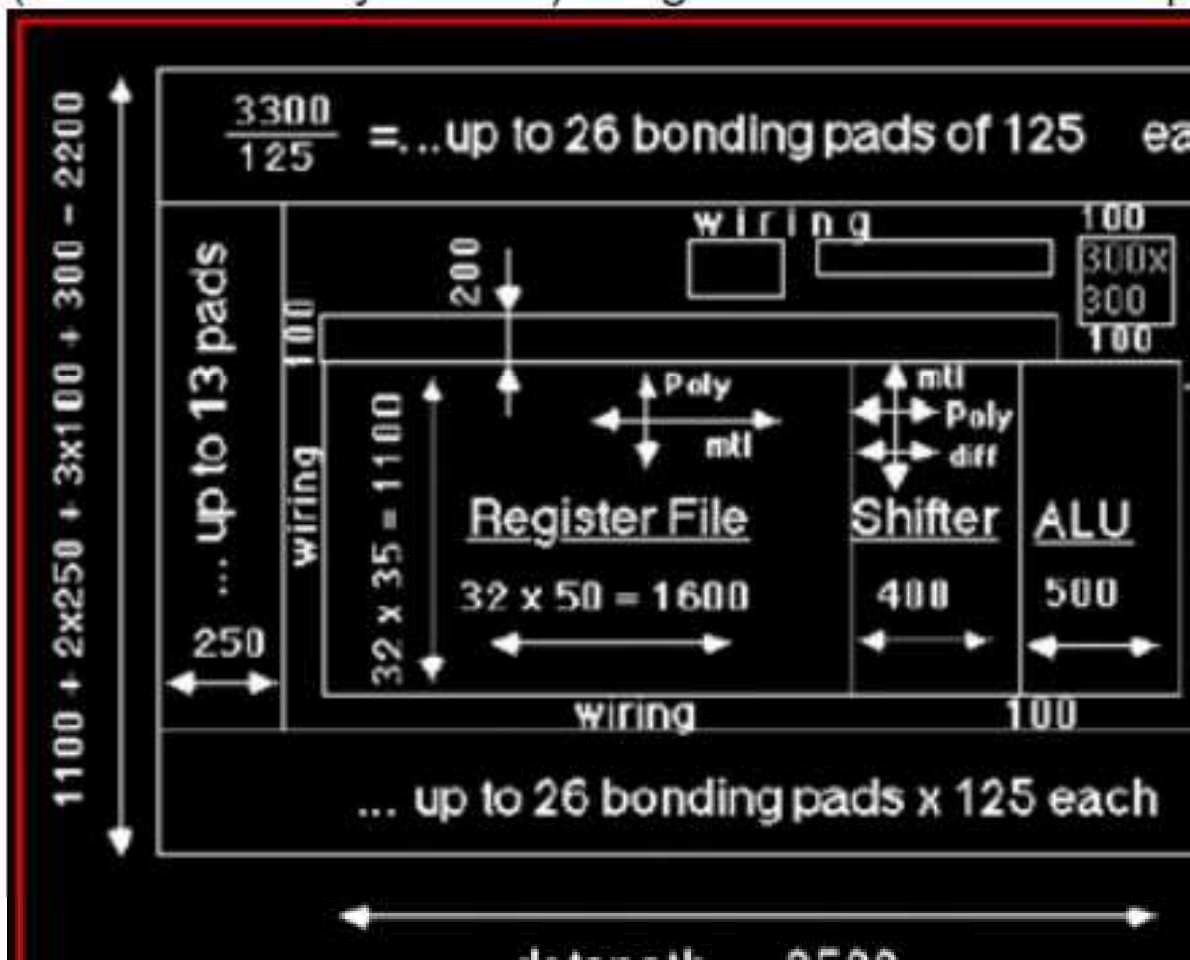 3300
125
=...up to 26 bonding pads of 125 ea
1100 + 2x250 + 3x100 + 300 - 2200
... up to 13 pads
250
wiring
100
200
wiring
100
300x
300
100
32 x 35 = 1100
Poly
mtl
Register File
32 x 50 = 1600
mtl
Poly
diff
Shifter
400
ALU
500
wiring
100
... up to 26 bonding pads x 125 each